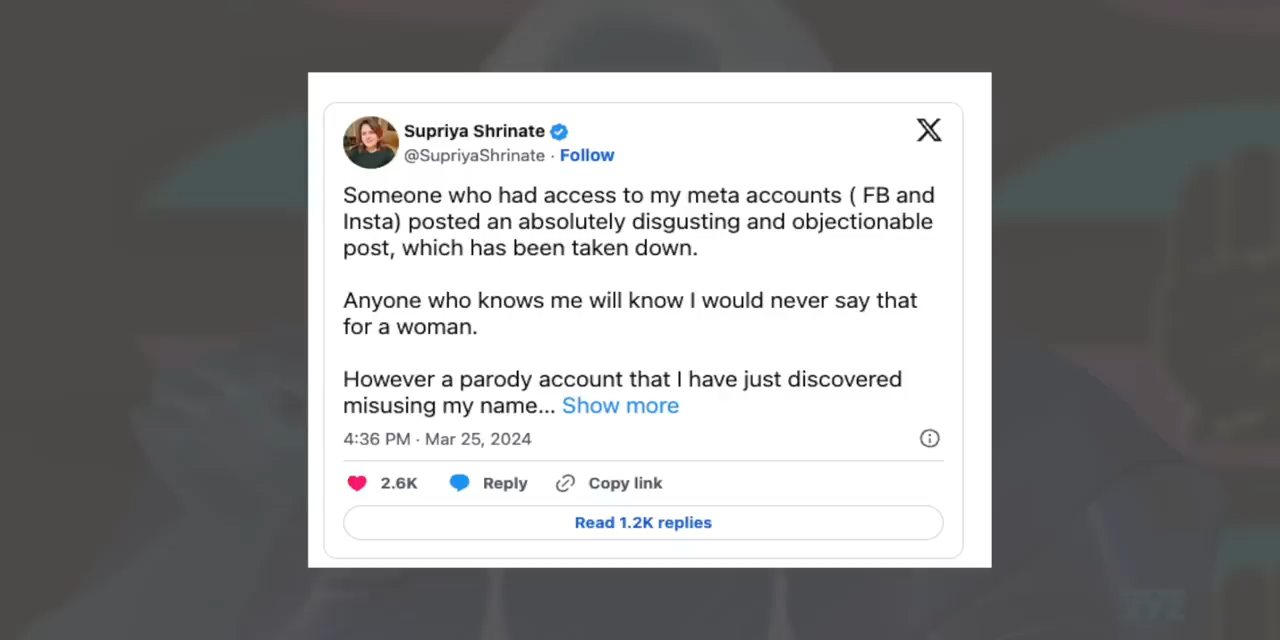 Supriya Shrinate
@SupriyaShrinate · Follow
Someone who had access to my meta accounts ( FB and
Insta) posted an absolutely disgusting and objectionable
post, which has been taken down.
Anyone who knows me will know I would never say that
for a woman.
However a parody account that I have just discovered
misusing my name... Show more
4:36 PM · Mar 25, 2024
2.6K Reply Copy link
Read 1.2K replies